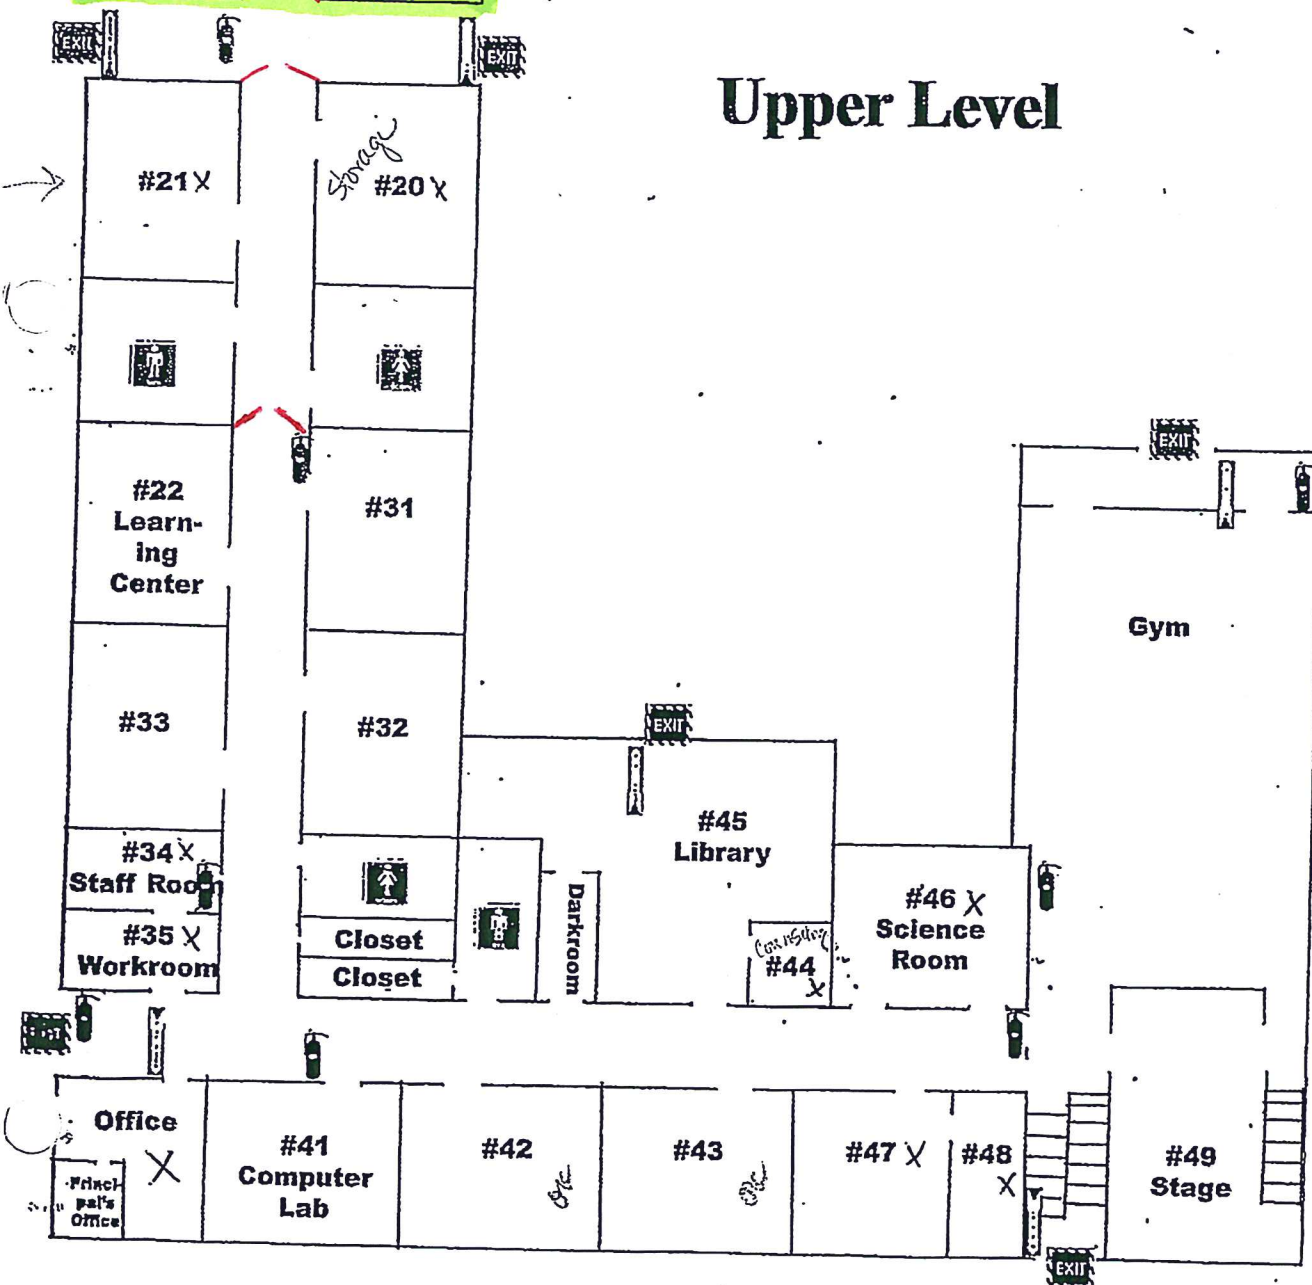 EXIT
EXIT
Upper Level
#21 X
Storage
#20 X
EXIT
#22
Learn-
ing
Center
#31
Gym
#33
#32
EXIT
#45
Library
#34 X
Staff Room
#35 X
Workroom
Closet
Closet
Darkroom
#44
X
#46 X
Science
Room
EXIT
Office
X
Princi-
pal's
Office
#41
Computer
Lab
#42
#43
#47 X
#48
X
#49
Stage
EXIT